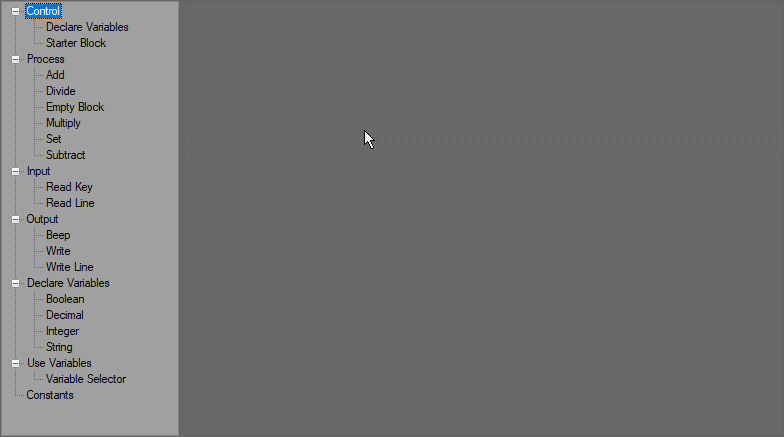 Control
Declare Variables
Starter Block
Process
Add
Divide
Empty Block
Multiply
Set
Subtract
Input
Read Key
Read Line
Output
Beep
Write
Write Line
Declare Variables
Boolean
Decimal
Integer
String
Use Variables
Variable Selector
Constants